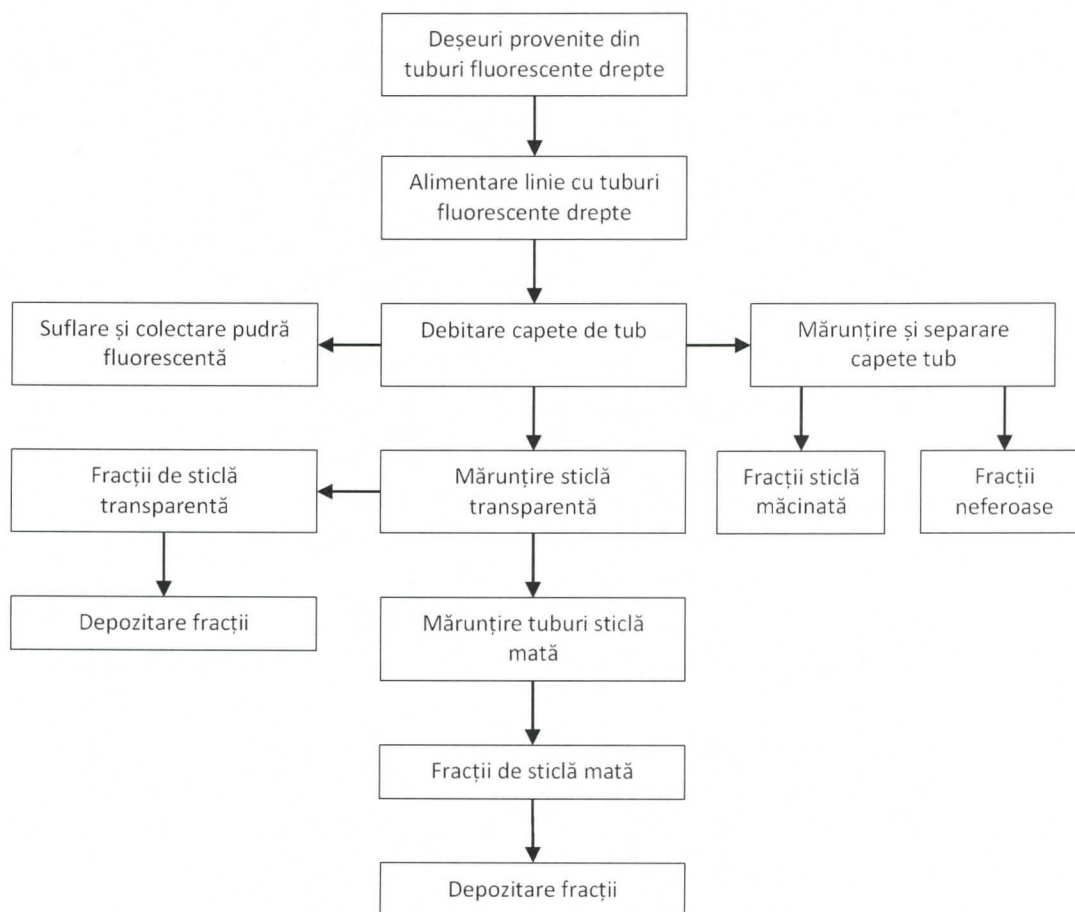 Deșeuri provenite din
tuburi fluorescente drepte
Alimentare linie cu tuburi
fluorescente drepte
Suflare și colectare pudră
fluorescentă
Debitare capete de tub
Mărunțire și separare
capete tub
Fracții de sticlă
transparentă
Mărunțire sticlă
transparentă
Fracții sticlă
măcinată
Fracții
neferoase
Depozitare fracții
Mărunțire tuburi sticlă
mată
Fracții de sticlă mată
Depozitare fracții